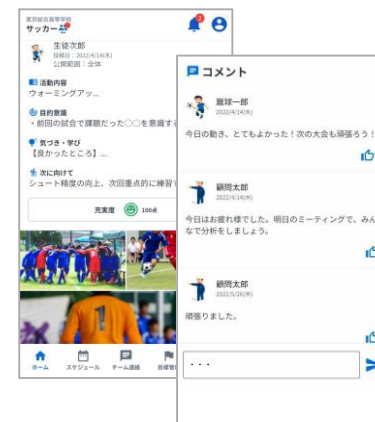 東京総合高等学校
サッカー
生徒次郎
投稿日：2022/4/14(木)
公開範囲：全体
活動内容
ウォーミングアッ...
目的意識
・前回の試合で課題だった〇〇を意識す
気づき・学び
【良かったところ】...
次に向けて
シュート精度の向上、次回重点的に練習
充実度 100点
ホーム スケジュール チーム連絡 目標管
コメント
蹴球一郎
2022/4/14(木)
今日の動き、とてもよかった！次の大会も頑張ろう！
顧問太郎
2022/4/14(木)
今日はお疲れ様でした。明日のミーティングで、みん
なで分析をしましょう。
顧問太郎
2022/5/26(木)
頑張りました。
・・・